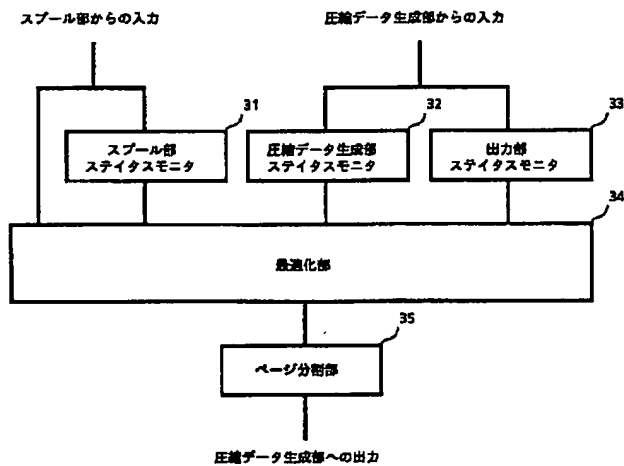 スプール部からの入力
圧縮データ生成部からの入力
31
スプール部
ステイタスモニタ
32
圧縮データ生成部
ステイタスモニタ
33
出力部
ステイタスモニタ
34
最適化部
35
ページ分割部
圧縮データ生成部への出力